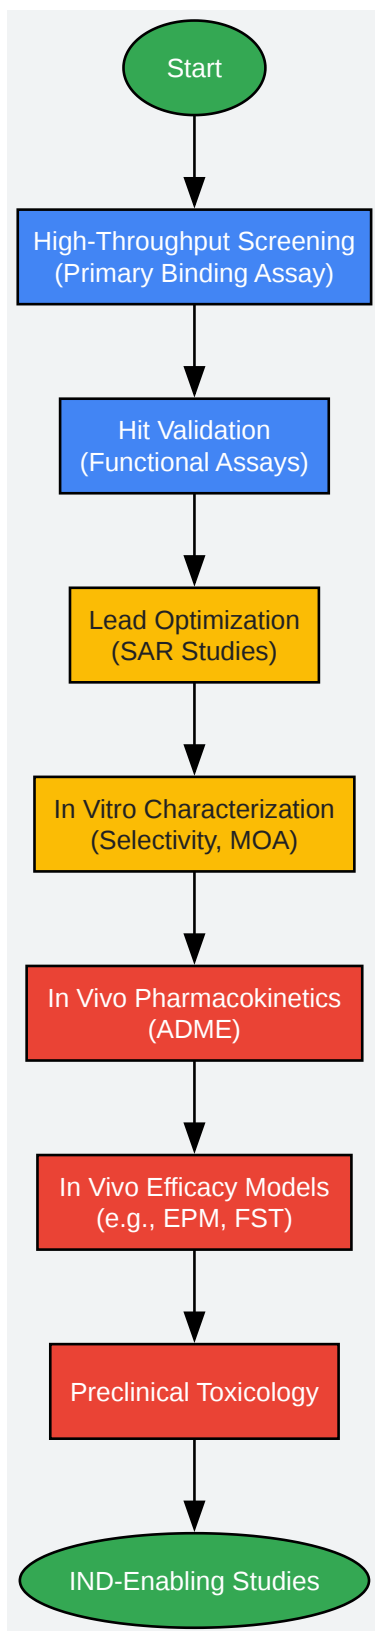 Start
High-Throughput Screening
(Primary Binding Assay)
Hit Validation
(Functional Assays)
Lead Optimization
(SAR Studies)
In Vitro Characterization
(Selectivity, MOA)
In Vivo Pharmacokinetics
(ADME)
In Vivo Efficacy Models
(e.g., EPM, FST)
Preclinical Toxicology
IND-Enabling Studies